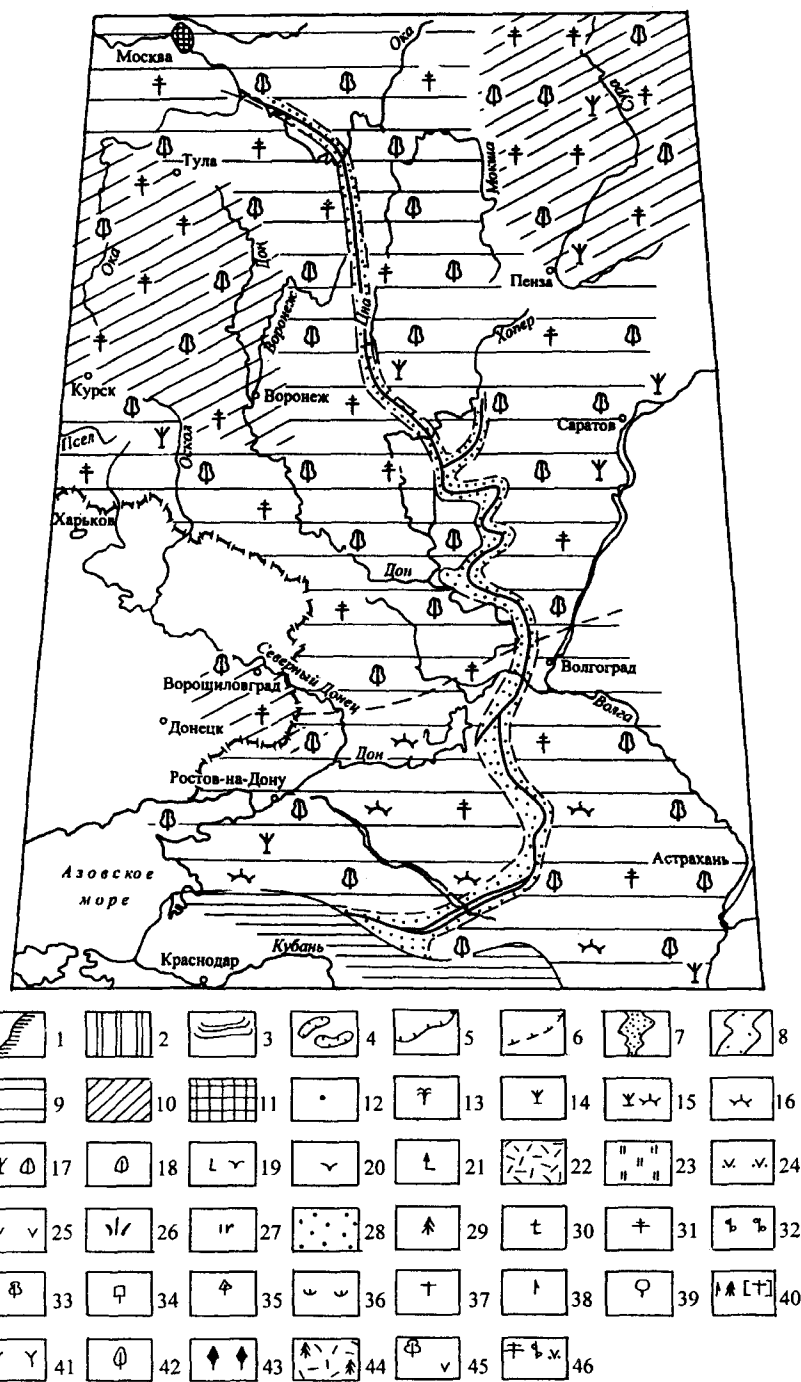 Москва
Ока
Сура
Тула
Мокша
Ока
Дон
Пенза
Воронеж
Цна
Хопер
Курск
Воронеж
Саратов
Псел
Оскол
Харьков
Дон
Северный Донец
Волгоград
Ворошиловград
Волга
Донецк
Дон
Ростов-на-Дону
Азовское
море
Астрахань
Кубань
Краснодар
1 2 3 4 5 6 7 8
9 10 11 12 13 14 15 16
17 18 19 20 21 22 23 24
25 26 27 28 29 30 31 32
33 34 35 36 37 38 39 40
41 42 43 44 45 46